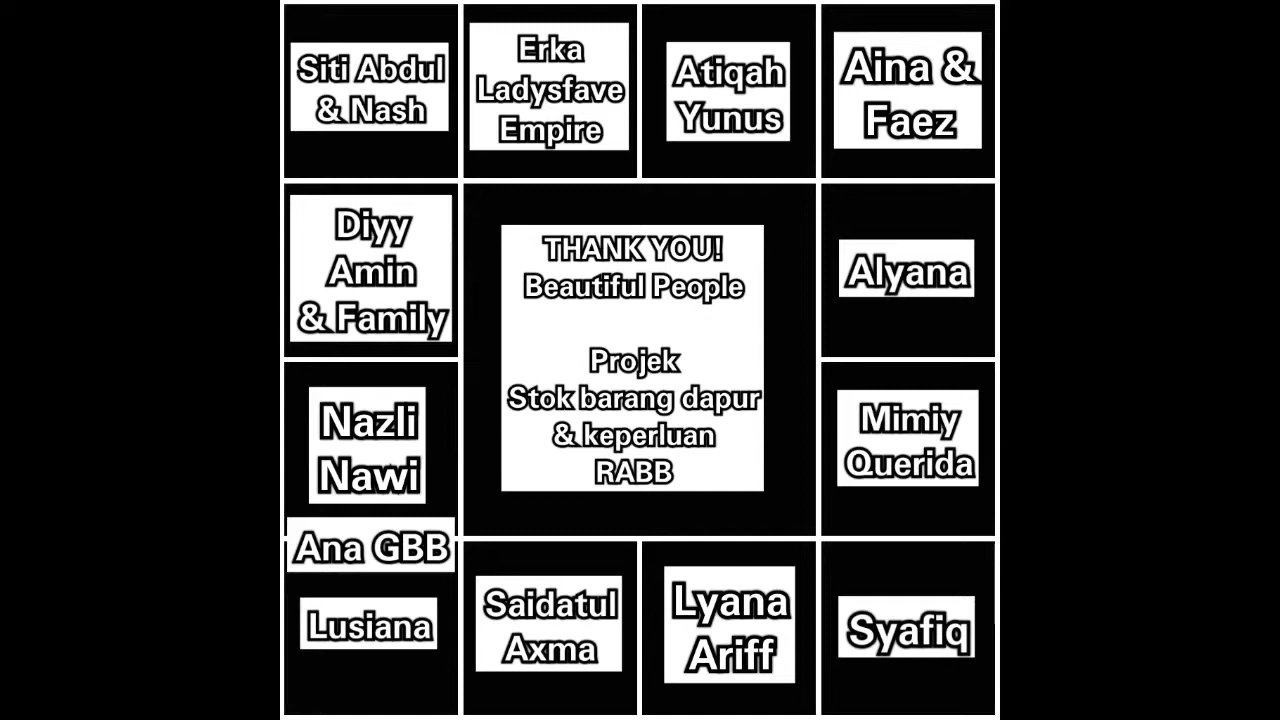 Siti Abdul
& Nash
Erka
Ladysfave
Empire
Atiqah
Yunus
Aina &
Faez
Diyy
Amin
& Family
THANK YOU!
Beautiful People
Projek
Stok barang dapur
& keperluan
RABB
Alyana
Nazli
Nawi
Mimiy
Querida
Ana GBB
Lusiana
Saidatul
Axma
Lyana
Ariff
Syafiq